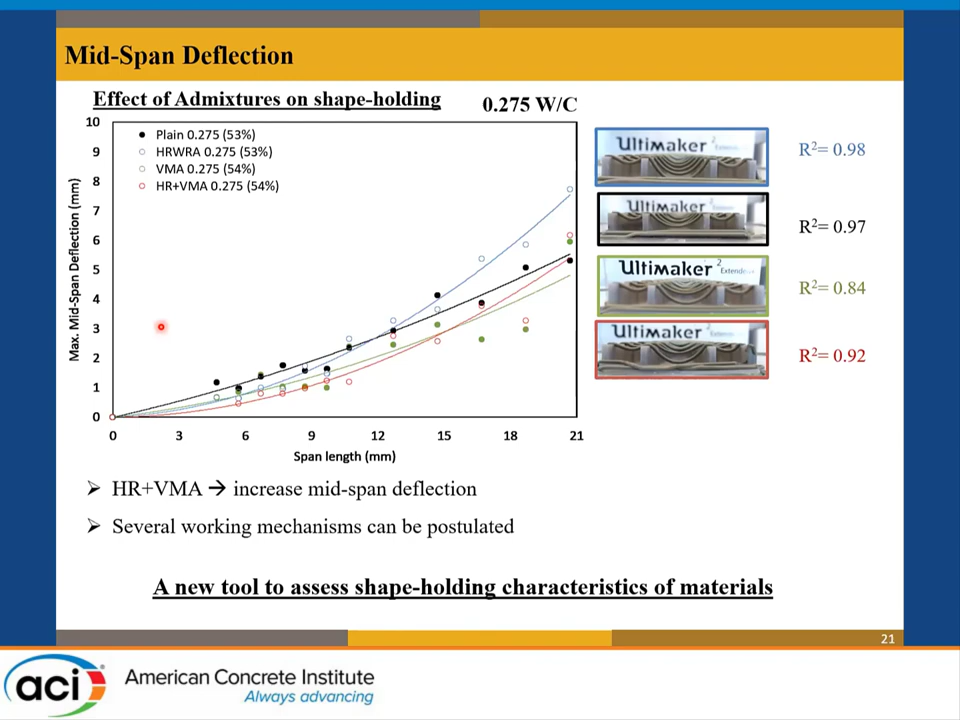 Mid-Span Deflection
Effect of Admixtures on shape-holding
0.275 W/C
10
9
8
7
6
5
4
3
2
1
0
Max. Mid-Span Deflection (mm)
Plain 0.275 (53%)
HRWRA 0.275 (53%)
VMA 0.275 (54%)
HR+VMA 0.275 (54%)
0 3 6 9 12 15 18 21
Span length (mm)
Ultimaker 2
R²= 0.98
Ultimaker 2
R²= 0.97
Ultimaker 2
R²= 0.84
Ultimaker 2
R²= 0.92
➢ HR+VMA → increase mid-span deflection
➢ Several working mechanisms can be postulated
A new tool to assess shape-holding characteristics of materials
21
aci
American Concrete Institute
Always advancing